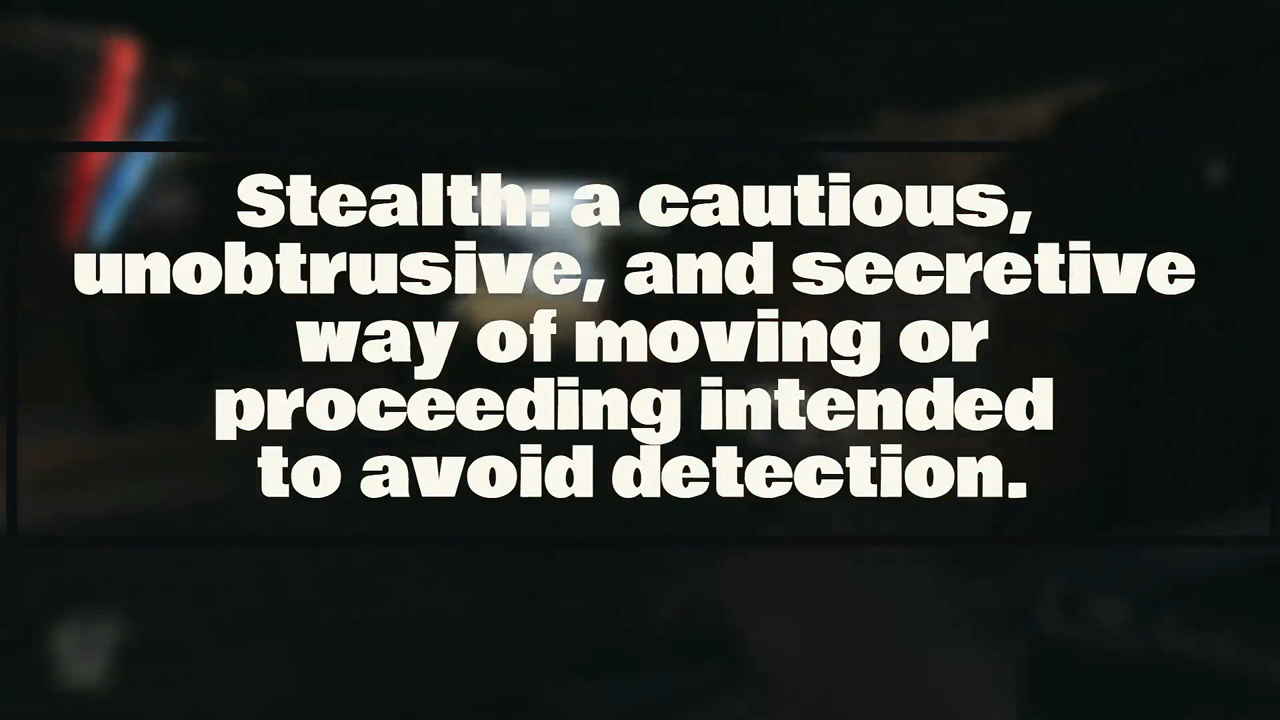 Stealth: a cautious,
unobtrusive, and secretive
way of moving or
proceeding intended
to avoid detection.